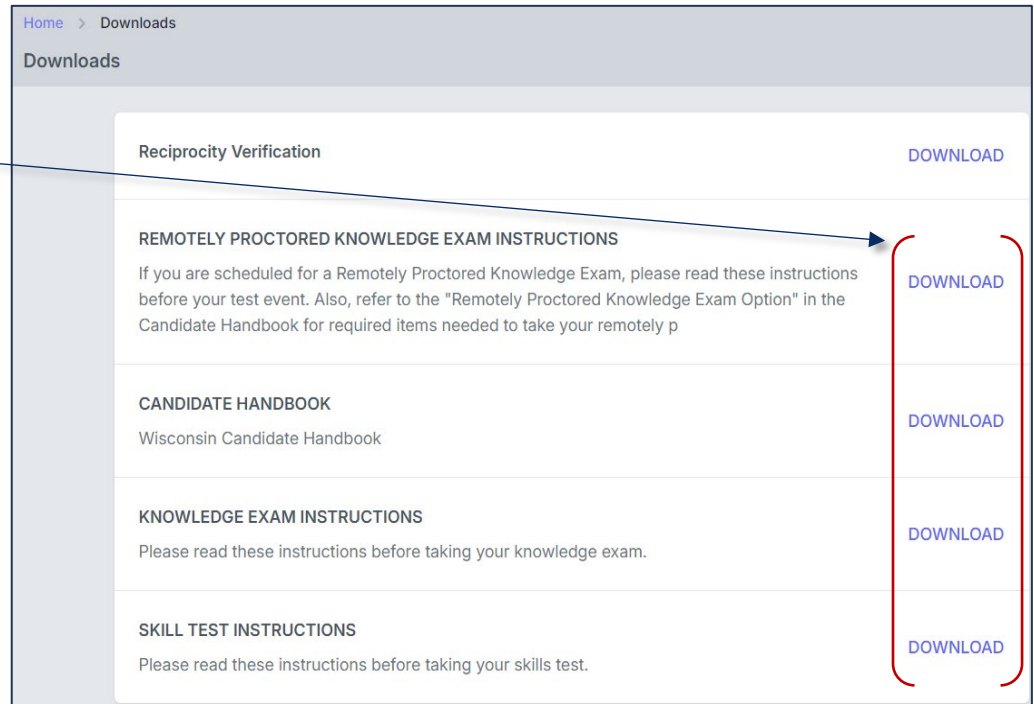 Home > Downloads
Downloads
Reciprocity Verification
DOWNLOAD
REMOTELY PROCTORED KNOWLEDGE EXAM INSTRUCTIONS
If you are scheduled for a Remotely Proctored Knowledge Exam, please read these instructions
before your test event. Also, refer to the "Remotely Proctored Knowledge Exam Option" in the
Candidate Handbook for required items needed to take your remotely p
DOWNLOAD
CANDIDATE HANDBOOK
Wisconsin Candidate Handbook
DOWNLOAD
KNOWLEDGE EXAM INSTRUCTIONS
Please read these instructions before taking your knowledge exam.
DOWNLOAD
SKILL TEST INSTRUCTIONS
Please read these instructions before taking your skills test.
DOWNLOAD